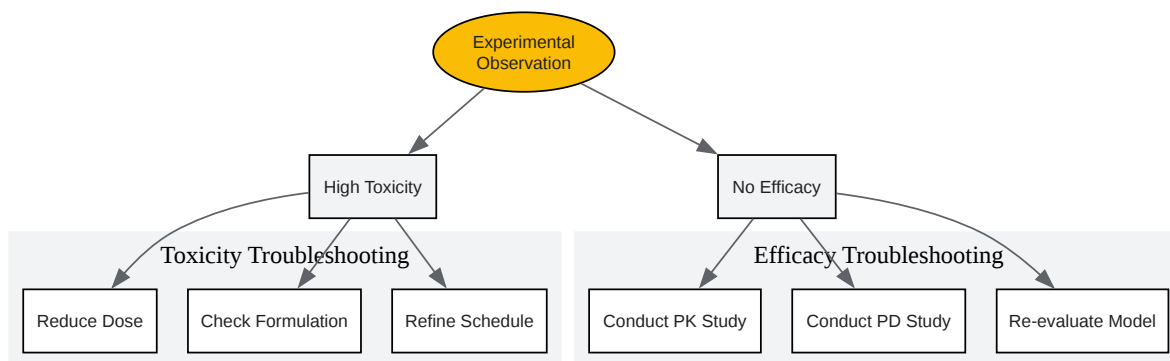 Experimental
Observation
High Toxicity
No Efficacy
Toxicity Troubleshooting
Efficacy Troubleshooting
Reduce Dose
Check Formulation
Refine Schedule
Conduct PK Study
Conduct PD Study
Re-evaluate Model